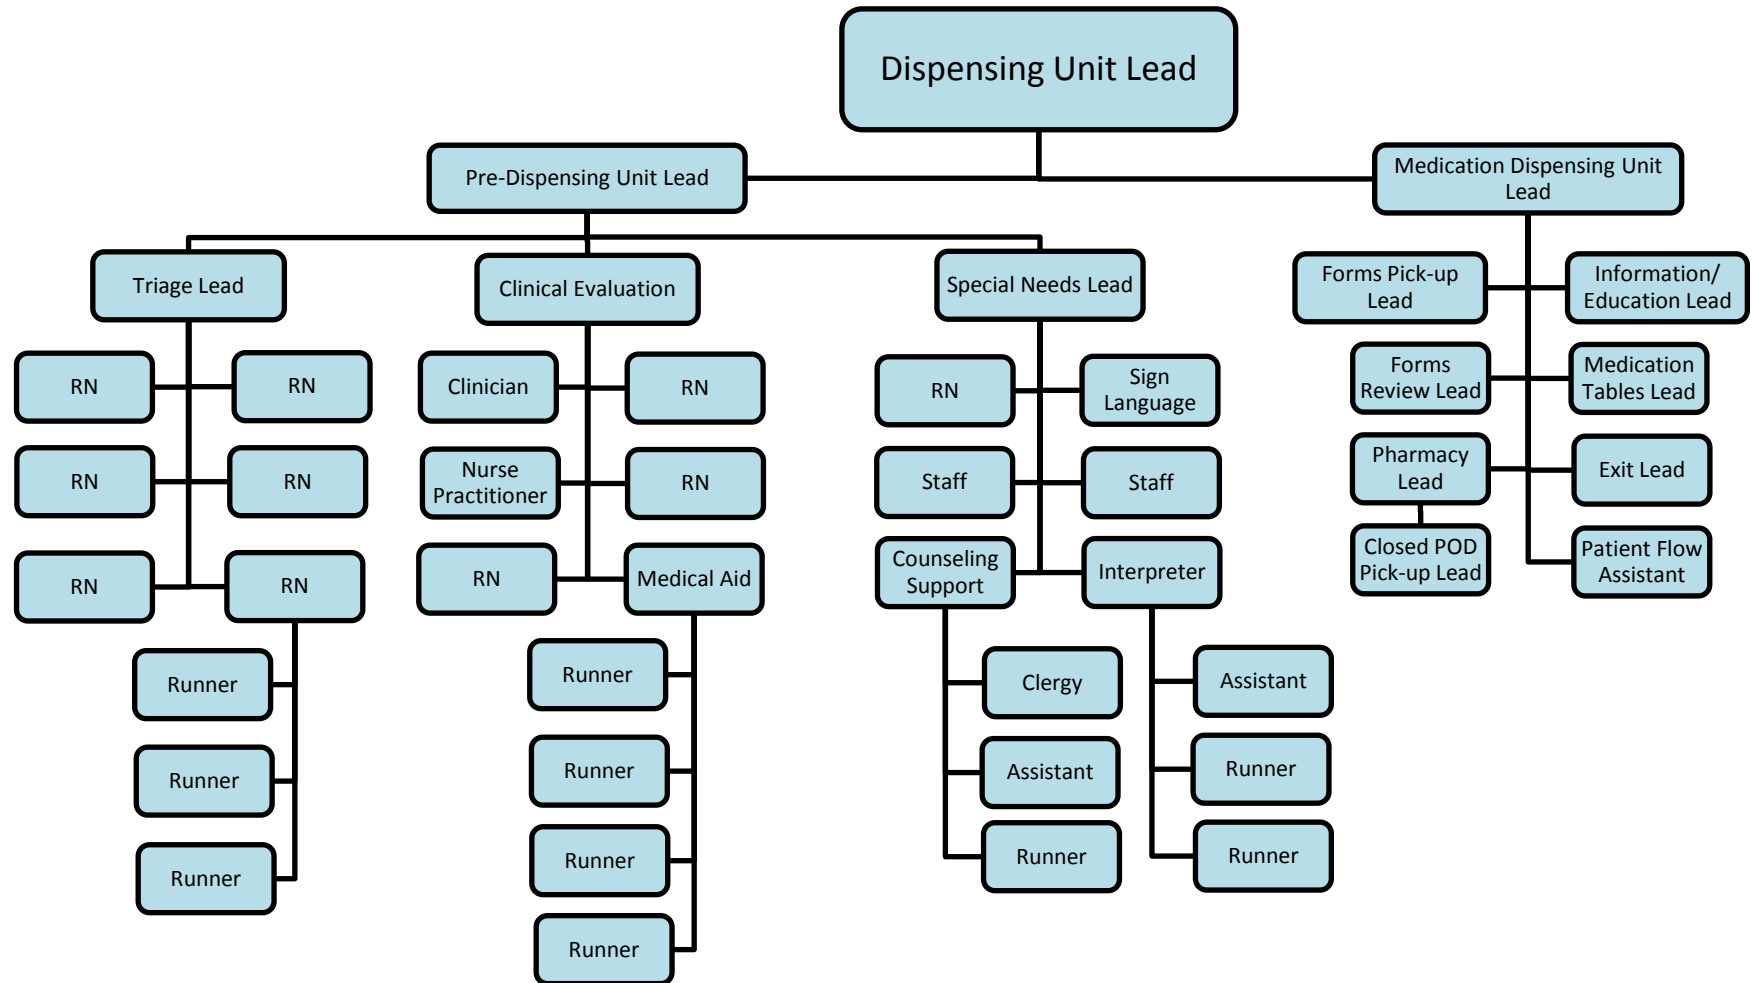 Dispensing Unit Lead
Pre-Dispensing Unit Lead
Medication Dispensing Unit
Lead
Triage Lead
Clinical Evaluation
Special Needs Lead
Forms Pick-up
Lead
Information/
Education Lead
RN
RN
Clinician
RN
RN
Sign
Language
Forms
Review Lead
Medication
Tables Lead
RN
RN
Nurse
Practitioner
RN
Staff
Staff
Pharmacy
Lead
Exit Lead
RN
RN
RN
Medical Aid
Counseling
Support
Interpreter
Closed POD
Pick-up Lead
Patient Flow
Assistant
Runner
Runner
Clergy
Assistant
Runner
Runner
Assistant
Runner
Runner
Runner
Runner
Runner
Runner